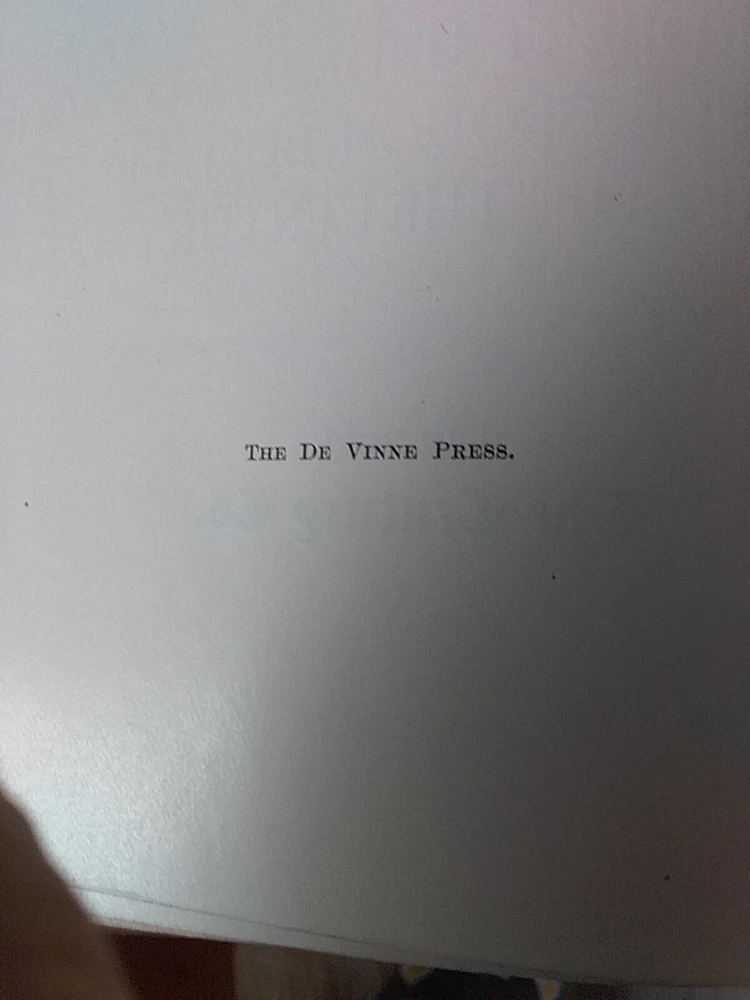 THE DE VINNE PRESS.